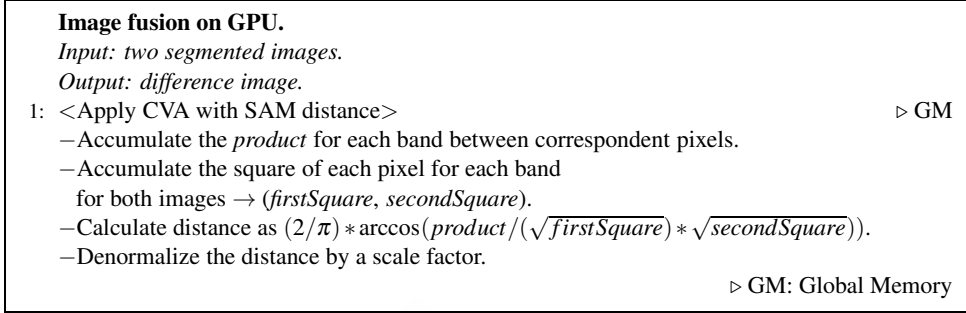 Image fusion on GPU.
Input: two segmented images.
Output: difference image.
1: <Apply CVA with SAM distance> ▷ GM
−Accumulate the product for each band between correspondent pixels.
−Accumulate the square of each pixel for each band
for both images → (firstSquare, secondSquare).
−Calculate distance as (2/π) ∗ arccos(product/(√firstSquare) ∗ √secondSquare)).
−Denormalize the distance by a scale factor.
▷ GM: Global Memory